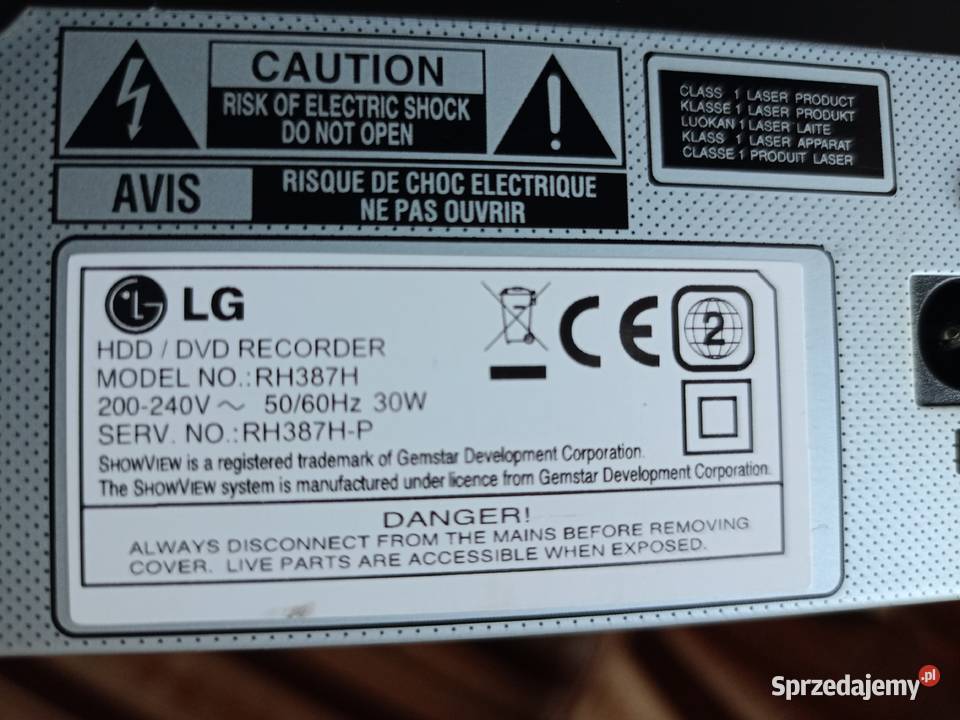 CAUTION
RISK OF ELECTRIC SHOCK
DO NOT OPEN
AVIS
RISQUE DE CHOC ELECTRIQUE
NE PAS OUVRIR
CLASS 1 LASER PRODUCT
KLASSE 1 LASER PRODUKT
LUOKAN 1 LASER LAITE
KLASS 1 LASER APPARAT
CLASSE 1 PRODUIT LASER
LG
HDD / DVD RECORDER
MODEL NO.:RH387H
200-240V ~ 50/60Hz 30W
SERV. NO.:RH387H-P
CE
2
SHOWVIEW is a registered trademark of Gemstar Development Corporation.
The SHOWVIEW system is manufactured under licence from Gemstar Development Corporation.
DANGER!
ALWAYS DISCONNECT FROM THE MAINS BEFORE REMOVING
COVER. LIVE PARTS ARE ACCESSIBLE WHEN EXPOSED.
Sprzedajemy.pl